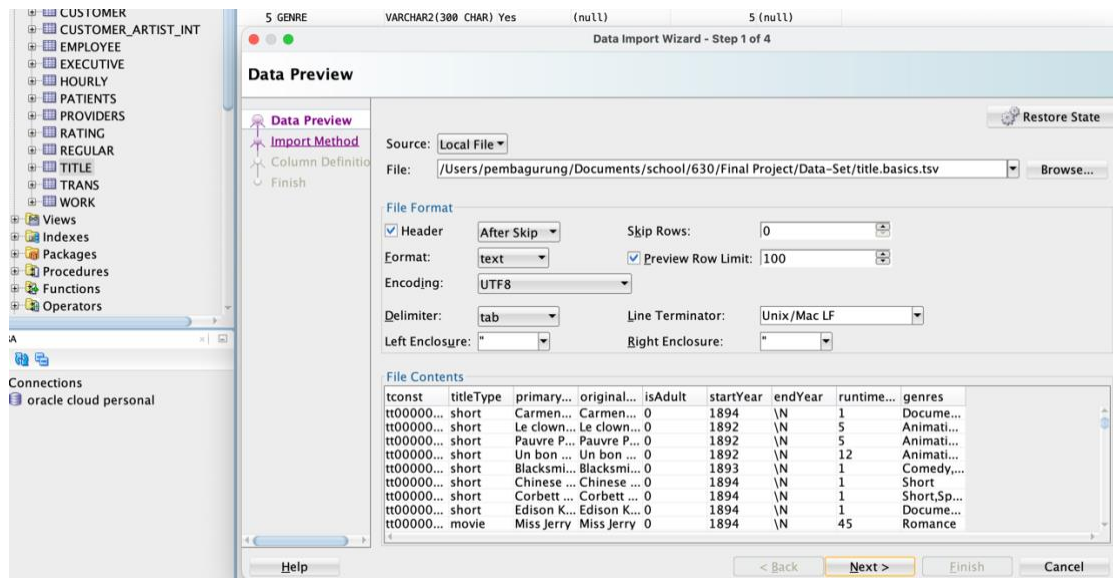 CUSTOMER
CUSTOMER_ARTIST_INT
EMPLOYEE
EXECUTIVE
HOURLY
PATIENTS
PROVIDERS
RATING
REGULAR
TITLE
TRANS
WORK
Views
Indexes
Packages
Procedures
Functions
Operators
Connections
oracle cloud personal
5 GENRE VARCHAR2(300 CHAR) Yes (null) 5 (null)
Data Import Wizard - Step 1 of 4
Data Preview
Data Preview
Import Method
Column Definitio
Finish
Restore State
Source: Local File
File: /Users/pembagurung/Documents/school/630/Final Project/Data-Set/title.basics.tsv Browse...
File Format
Header After Skip Skip Rows: 0
Format: text Preview Row Limit: 100
Encoding: UTF8
Delimiter: tab Line Terminator: Unix/Mac LF
Left Enclosure: " Right Enclosure: "
File Contents
tconst titleType primary... original... isAdult startYear endYear runtime... genres
tt00000... short Carmen... Carmen... 0 1894 \N 1 Docume...
tt00000... short Le clown... Le clown... 0 1892 \N 5 Animati...
tt00000... short Pauvre P... Pauvre P... 0 1892 \N 5 Animati...
tt00000... short Un bon ... Un bon ... 0 1892 \N 12 Animati...
tt00000... short Blacksmi... Blacksmi... 0 1893 \N 1 Comedy,...
tt00000... short Chinese ... Chinese ... 0 1894 \N 1 Short
tt00000... short Corbett ... Corbett ... 0 1894 \N 1 Short,Sp...
tt00000... short Edison K... Edison K... 0 1894 \N 1 Docume...
tt00000... movie Miss Jerry Miss Jerry 0 1894 \N 45 Romance
Help < Back Next > Finish Cancel